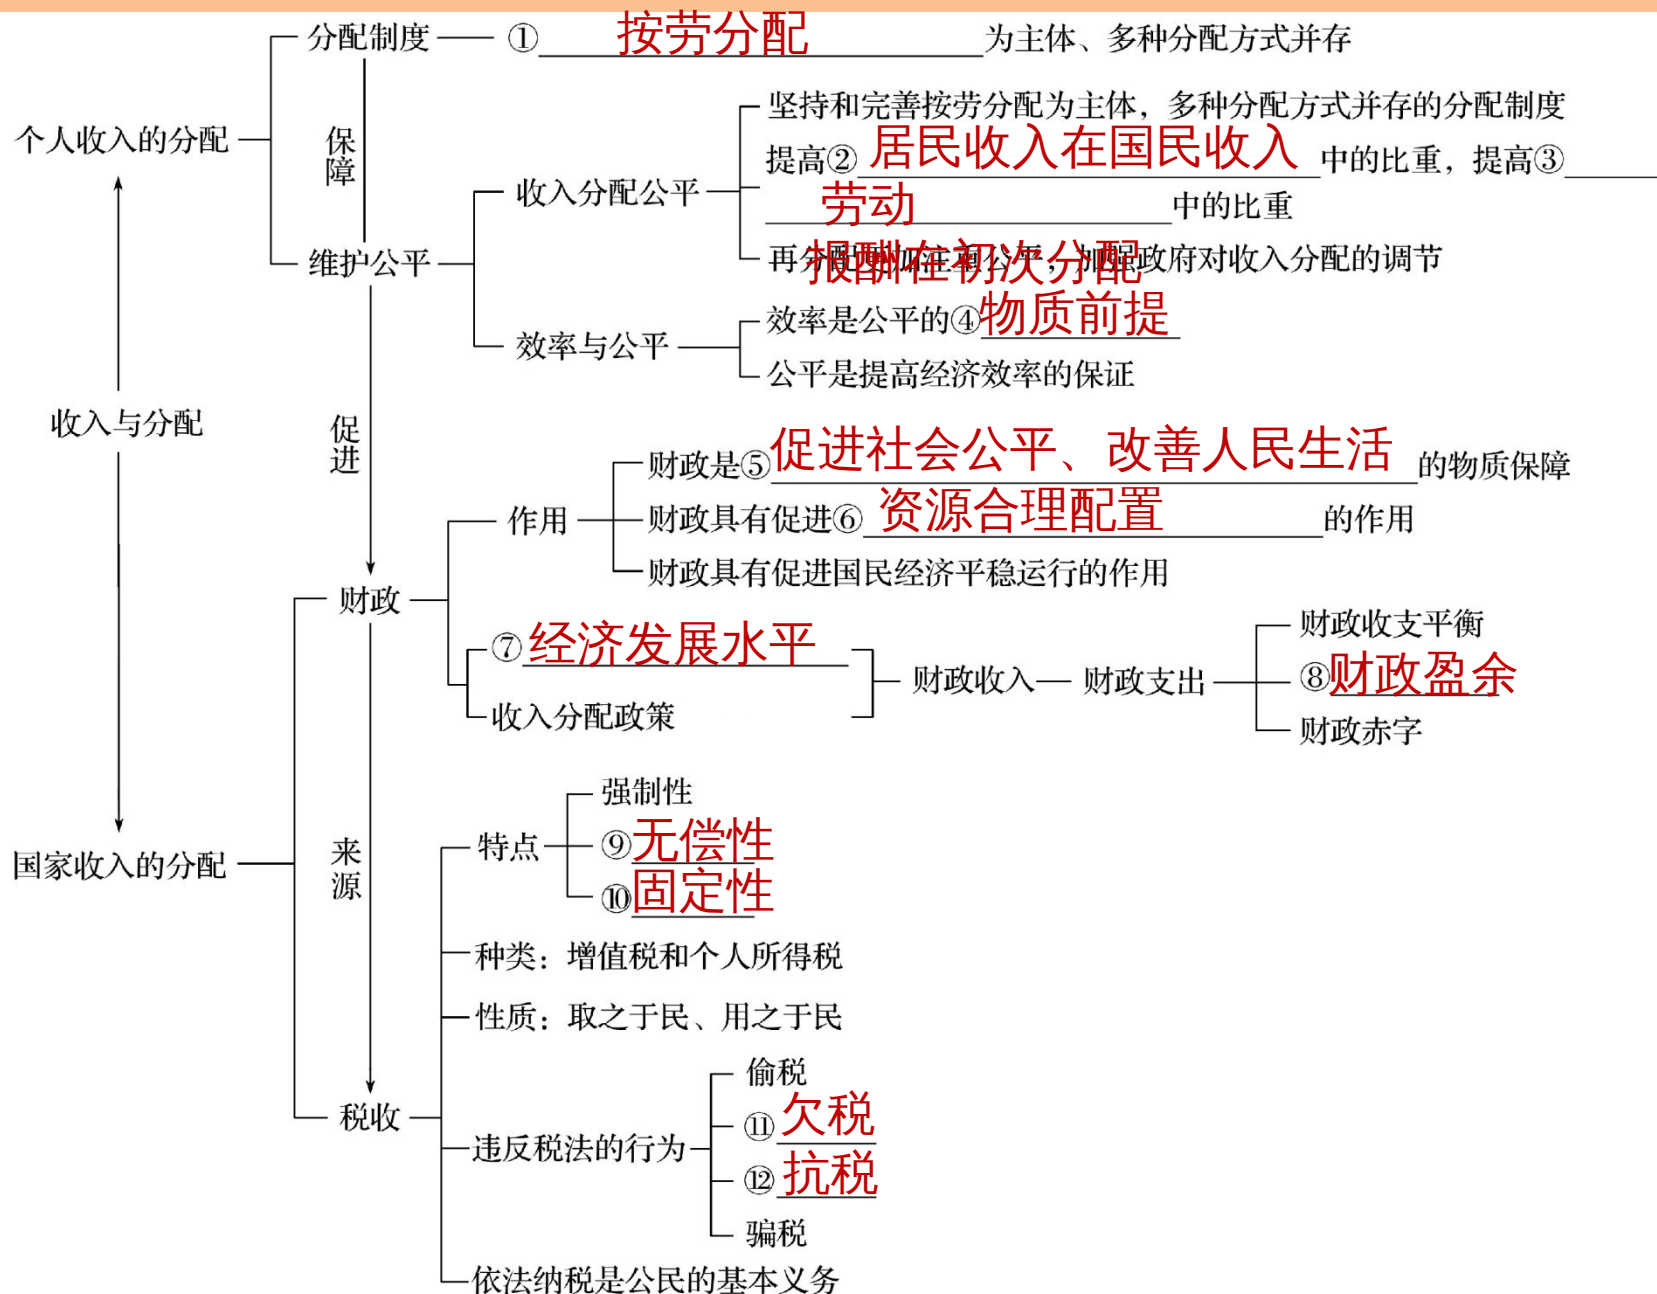 分配制度 ①按劳分配为主体、多种分配方式并存
坚持和完善按劳分配为主体，多种分配方式并存的分配制度
个人收入的分配
保障
提高②居民收入在国民收入中的比重，提高③
收入分配公平
劳动中的比重
报酬在初次分配
维护公平
再分配更加注重公平，加强政府对收入分配的调节
效率是公平的④物质前提
效率与公平
公平是提高经济效率的保证
收入与分配
促进
财政是⑤促进社会公平、改善人民生活的物质保障
作用
财政具有促进⑥资源合理配置的作用
财政具有促进国民经济平稳运行的作用
财政
财政收支平衡
⑦经济发展水平
财政收入
财政支出
⑧财政盈余
收入分配政策
财政赤字
强制性
特点
⑨无偿性
国家收入的分配
来源
⑩固定性
种类：增值税和个人所得税
性质：取之于民、用之于民
偷税
税收
⑪欠税
违反税法的行为
⑫抗税
骗税
依法纳税是公民的基本义务